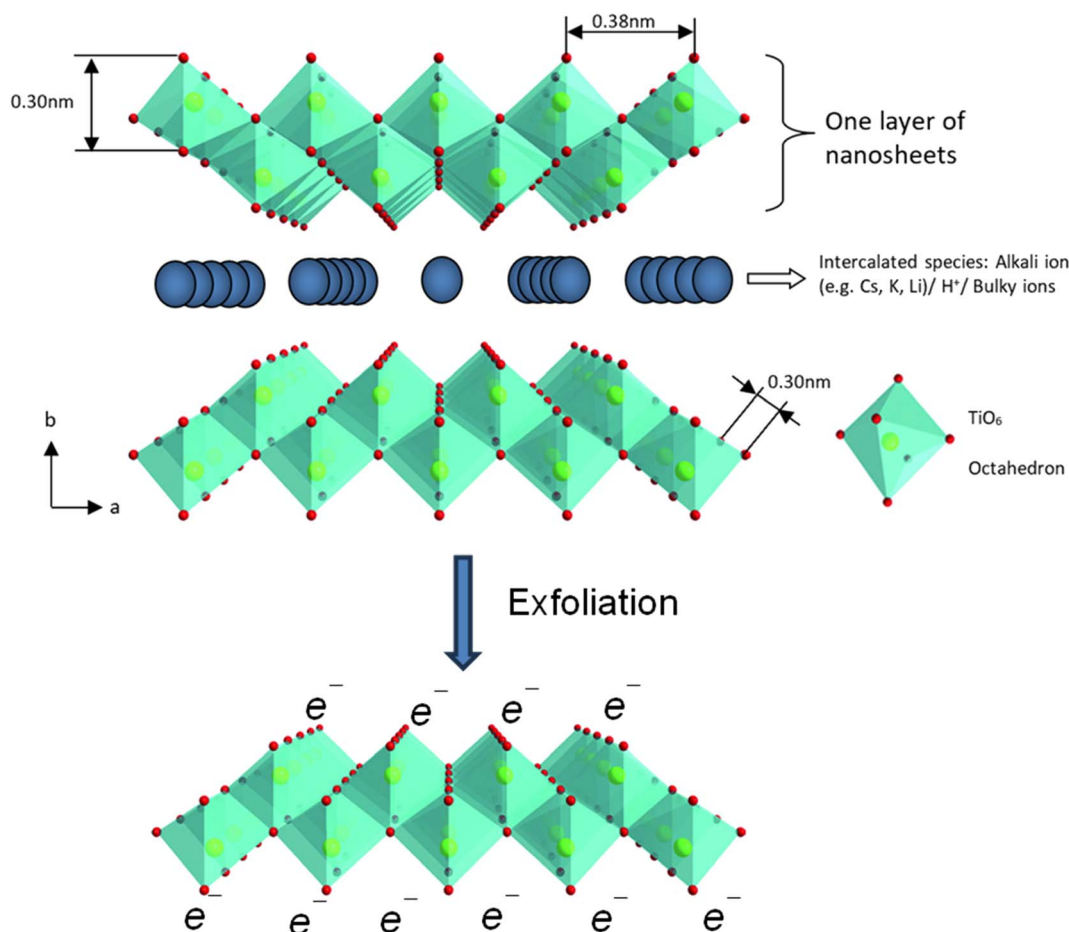 0.38nm
0.30nm
One layer of
nanosheets
Intercalated species: Alkali ion
(e.g. Cs, K, Li)/ H⁺/ Bulky ions
0.30nm
TiO₆
Octahedron
b
a
Exfoliation
e⁻ e⁻ e⁻ e⁻
e⁻ e⁻ e⁻ e⁻ e⁻ e⁻